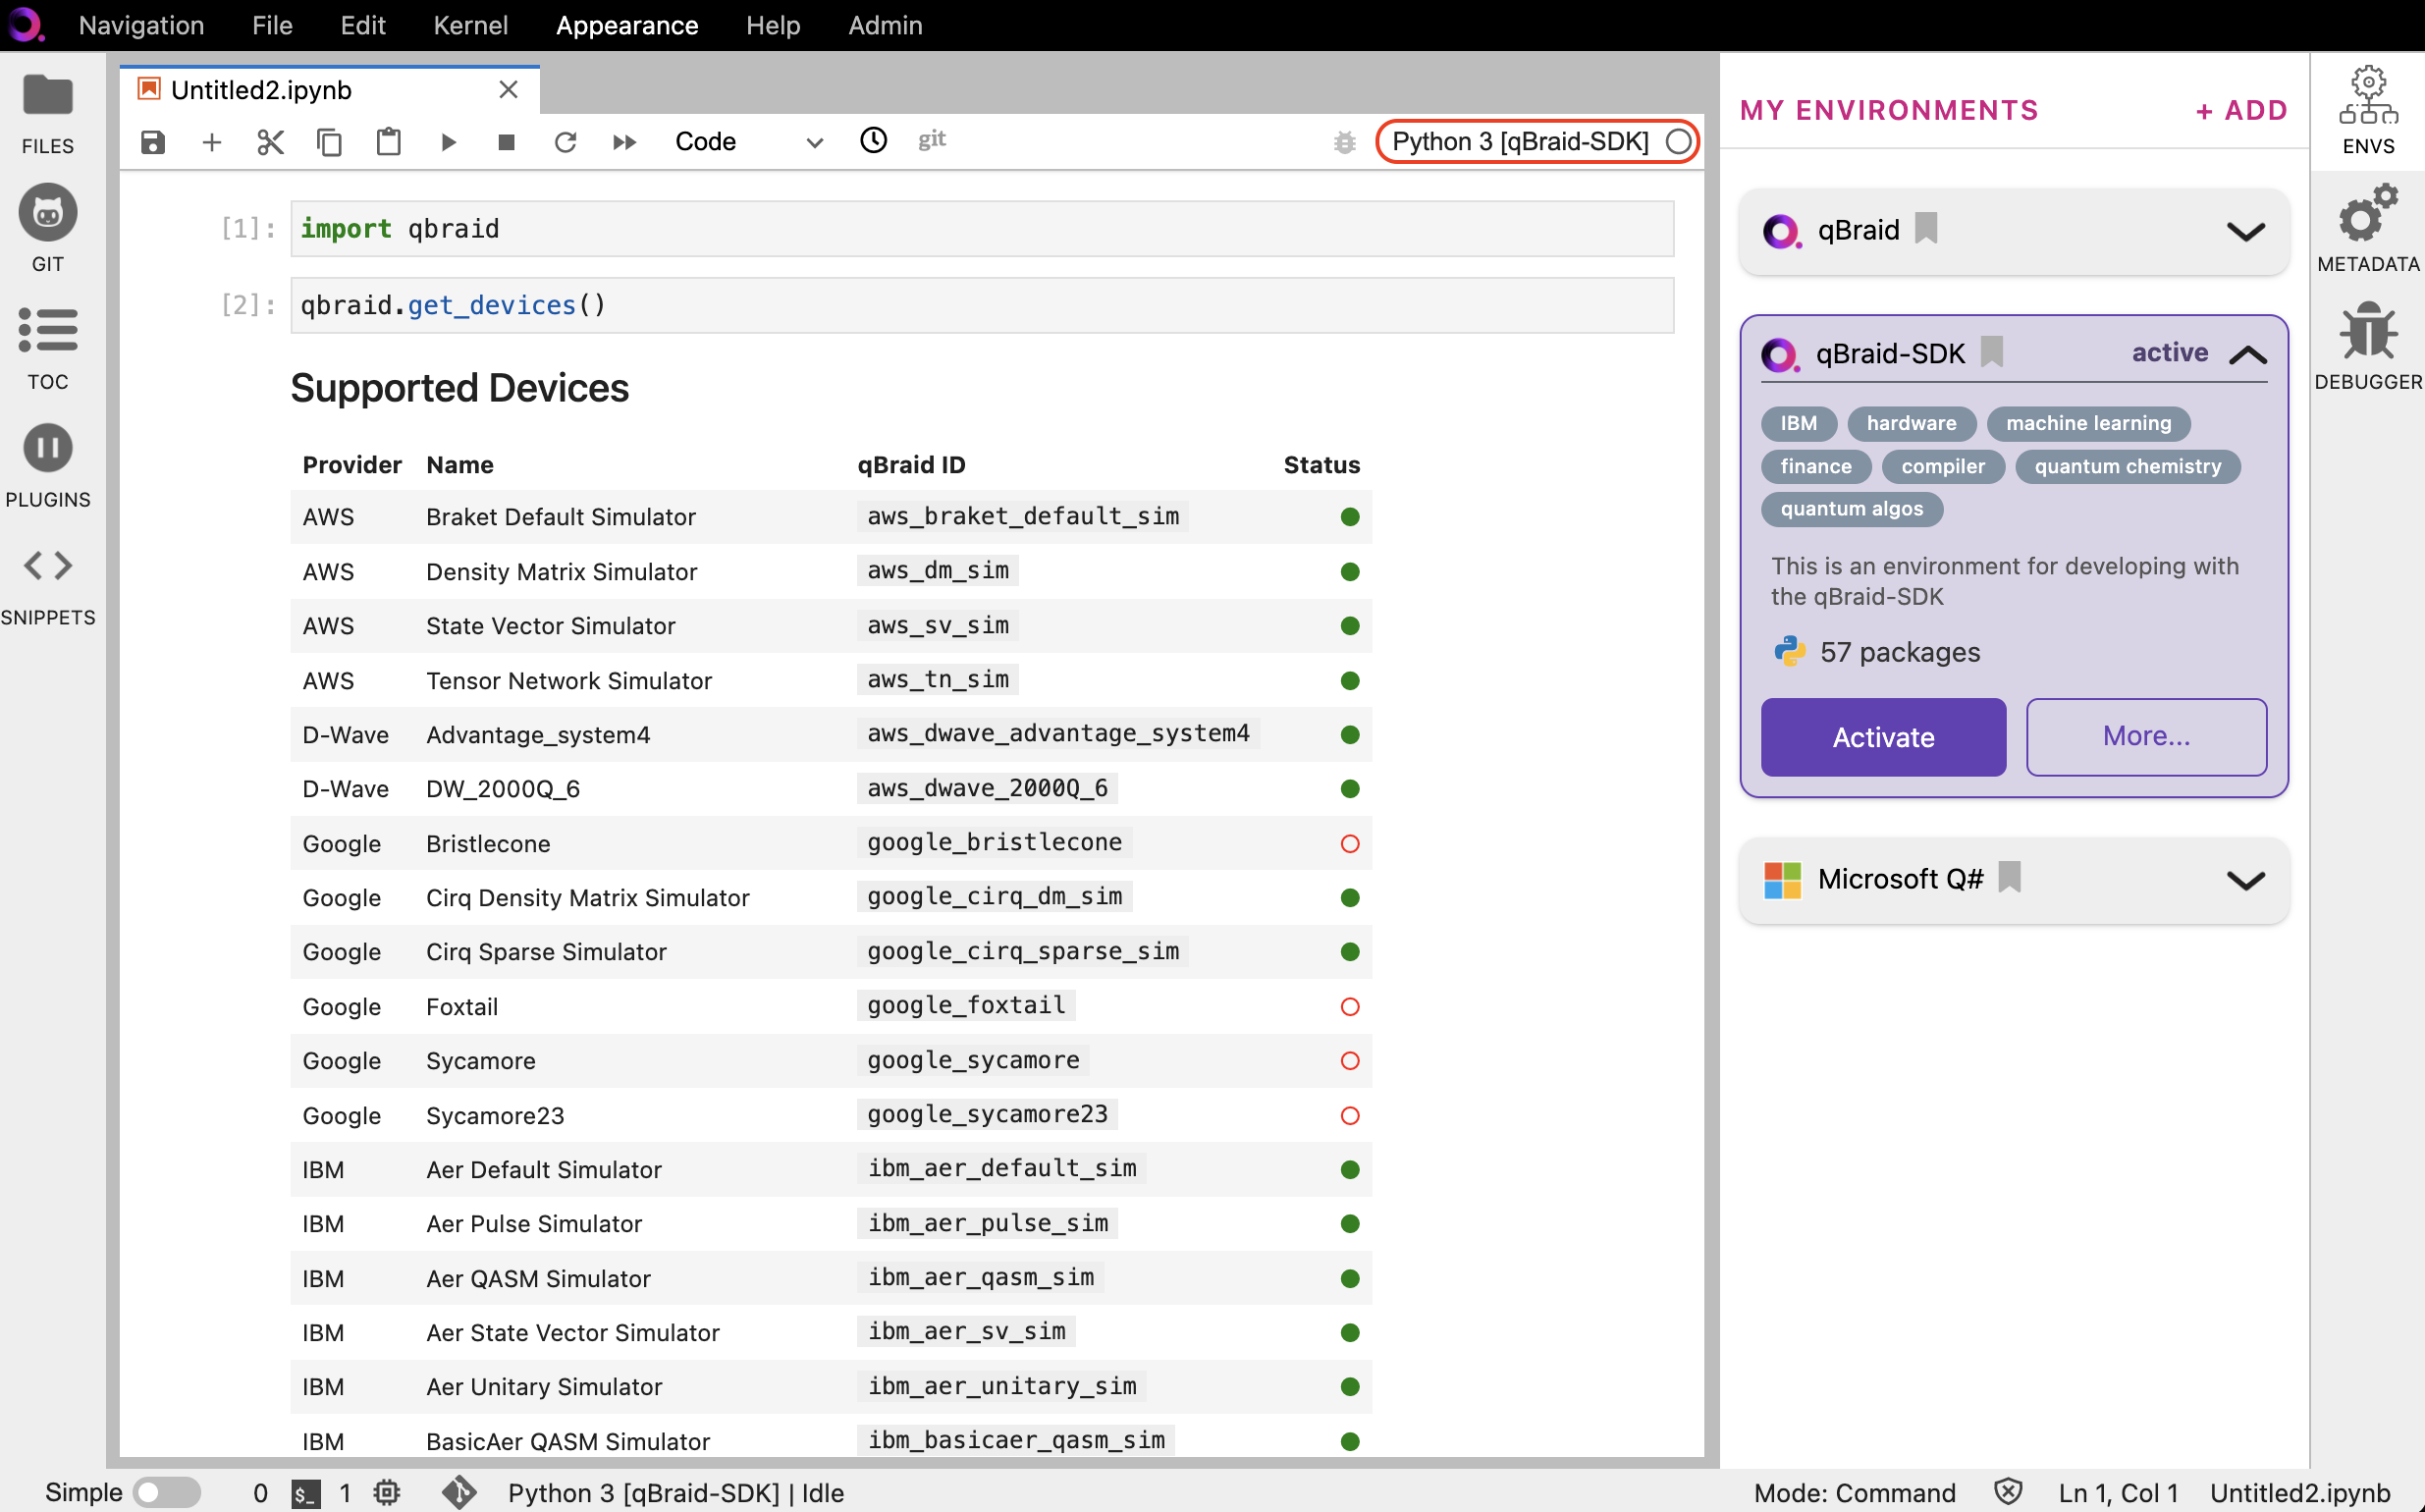 Navigation File Edit Kernel Appearance Help Admin
FILES
GIT
TOC
PLUGINS
SNIPPETS
Untitled2.ipynb
Code git Python 3 [qBraid-SDK]
[1]: import qbraid
[2]: qbraid.get_devices()
Supported Devices
Provider Name qBraid ID Status
AWS Braket Default Simulator aws_braket_default_sim
AWS Density Matrix Simulator aws_dm_sim
AWS State Vector Simulator aws_sv_sim
AWS Tensor Network Simulator aws_tn_sim
D-Wave Advantage_system4 aws_dwave_advantage_system4
D-Wave DW_2000Q_6 aws_dwave_2000Q_6
Google Bristlecone google_bristlecone
Google Cirq Density Matrix Simulator google_cirq_dm_sim
Google Cirq Sparse Simulator google_cirq_sparse_sim
Google Foxtail google_foxtail
Google Sycamore google_sycamore
Google Sycamore23 google_sycamore23
IBM Aer Default Simulator ibm_aer_default_sim
IBM Aer Pulse Simulator ibm_aer_pulse_sim
IBM Aer QASM Simulator ibm_aer_qasm_sim
IBM Aer State Vector Simulator ibm_aer_sv_sim
IBM Aer Unitary Simulator ibm_aer_unitary_sim
IBM BasicAer QASM Simulator ibm_basicaer_qasm_sim
MY ENVIRONMENTS + ADD
qBraid
qBraid-SDK active
IBM hardware machine learning
finance compiler quantum chemistry
quantum algos
This is an environment for developing with
the qBraid-SDK
57 packages
Activate More...
Microsoft Q#
ENVS
METADATA
DEBUGGER
Simple 0 $_ 1 Python 3 [qBraid-SDK] | Idle Mode: Command Ln 1, Col 1 Untitled2.ipynb